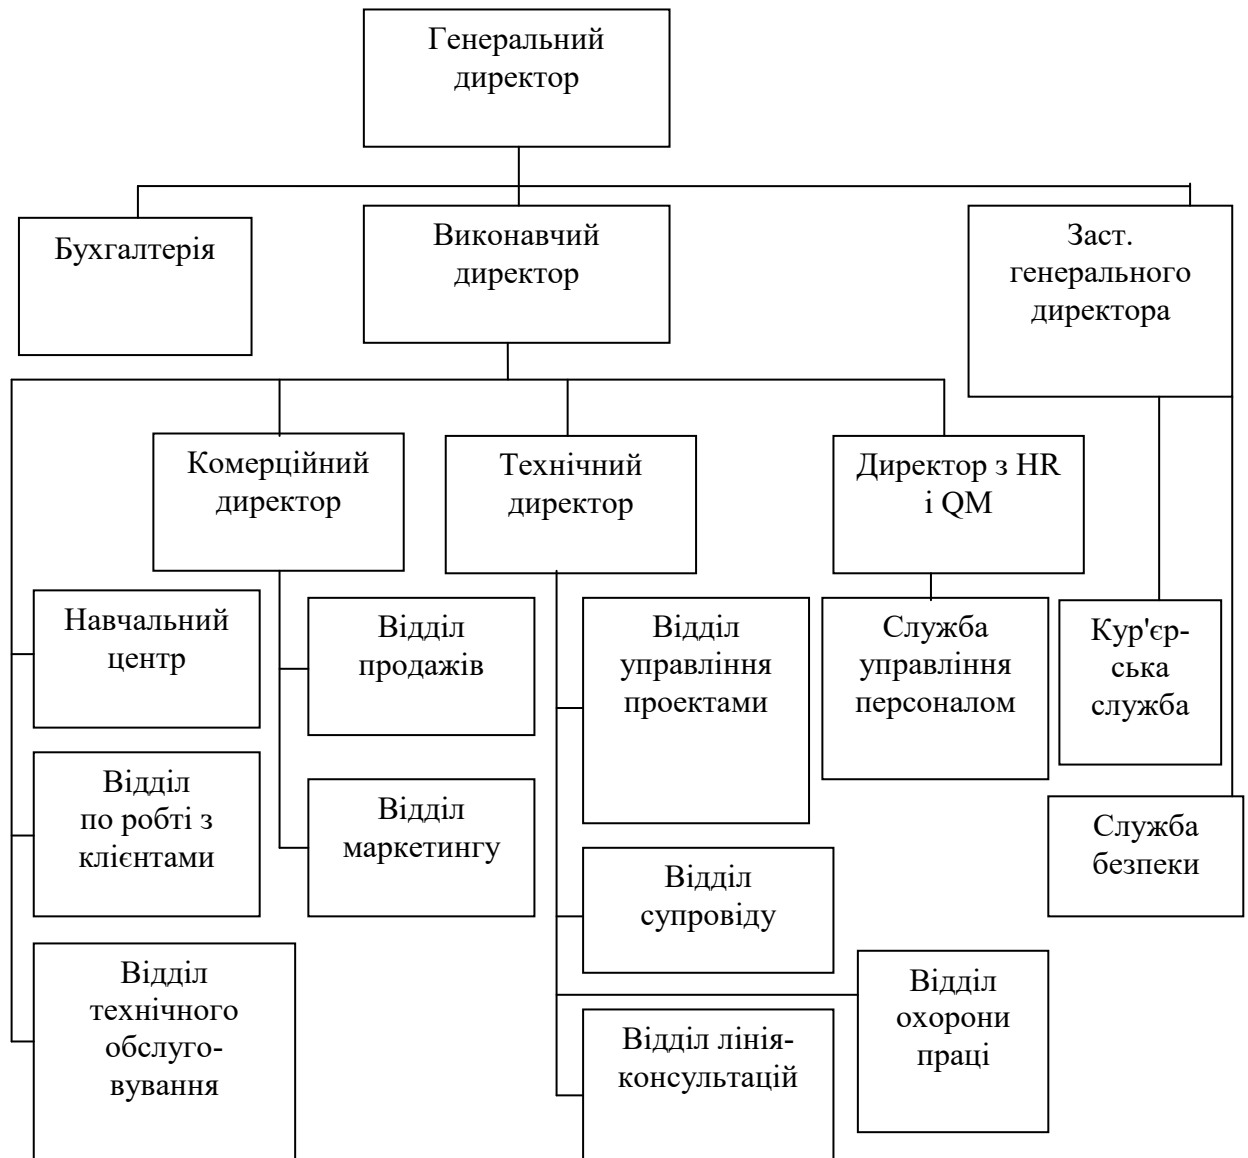 Генеральний
директор
Бухгалтерія
Виконавчий
директор
Заст.
генерального
директора
Комерційний
директор
Технічний
директор
Директор з HR
і QM
Навчальний
центр
Відділ
продажів
Відділ
управління
проектами
Служба
управління
персоналом
Кур'єр-
ська
служба
Відділ
по робті з
клієнтами
Відділ
маркетингу
Служба
безпеки
Відділ
супровіду
Відділ
технічного
обслуго-
вування
Відділ лінія-
консультацій
Відділ
охорони
праці